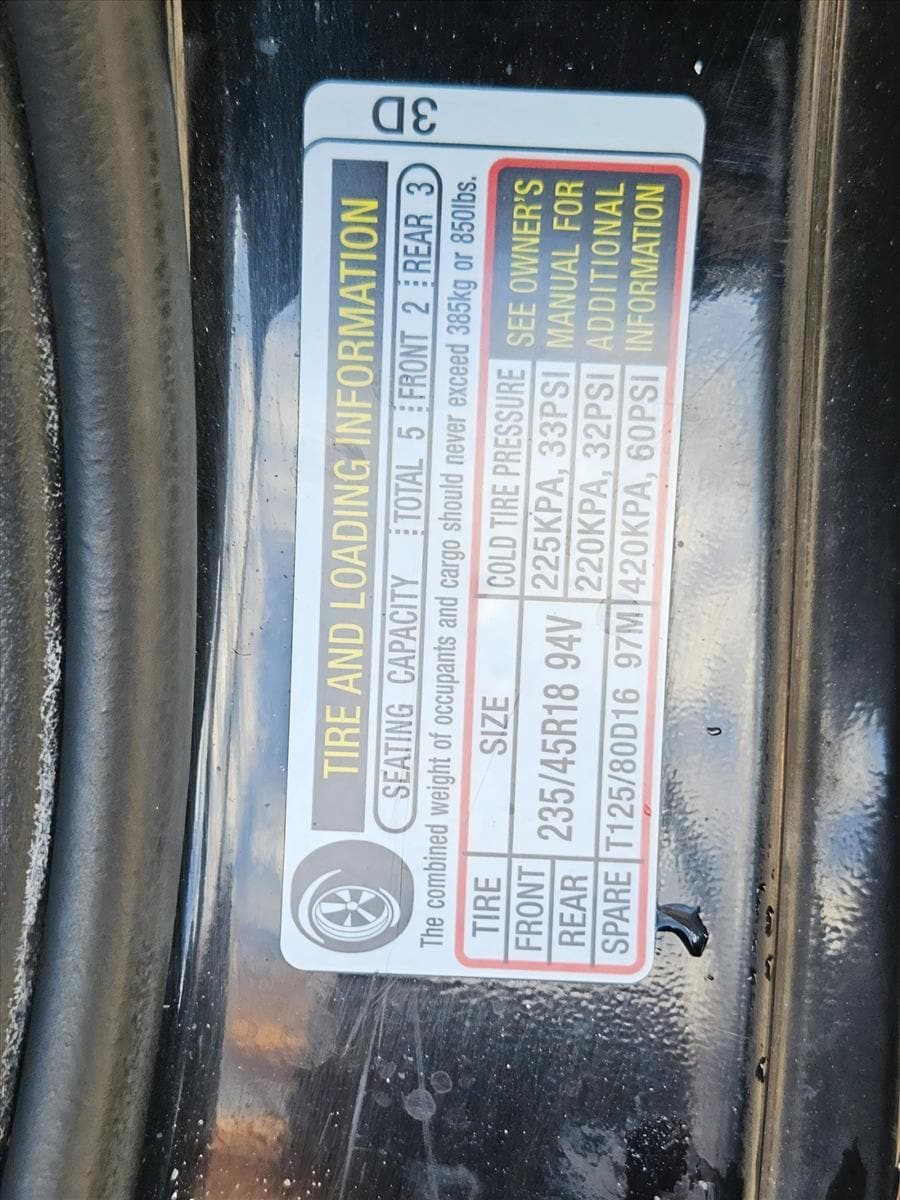 3D
TIRE AND LOADING INFORMATION
SEATING CAPACITY TOTAL 5 FRONT 2 REAR 3
The combined weight of occupants and cargo should never exceed 385kg or 850lbs.
TIRE SIZE COLD TIRE PRESSURE
FRONT 235/45R18 94V 225KPA, 33PSI
REAR 220KPA, 32PSI
SPARE T125/80D16 97M 420KPA, 60PSI
SEE OWNER'S
MANUAL FOR
ADDITIONAL
INFORMATION